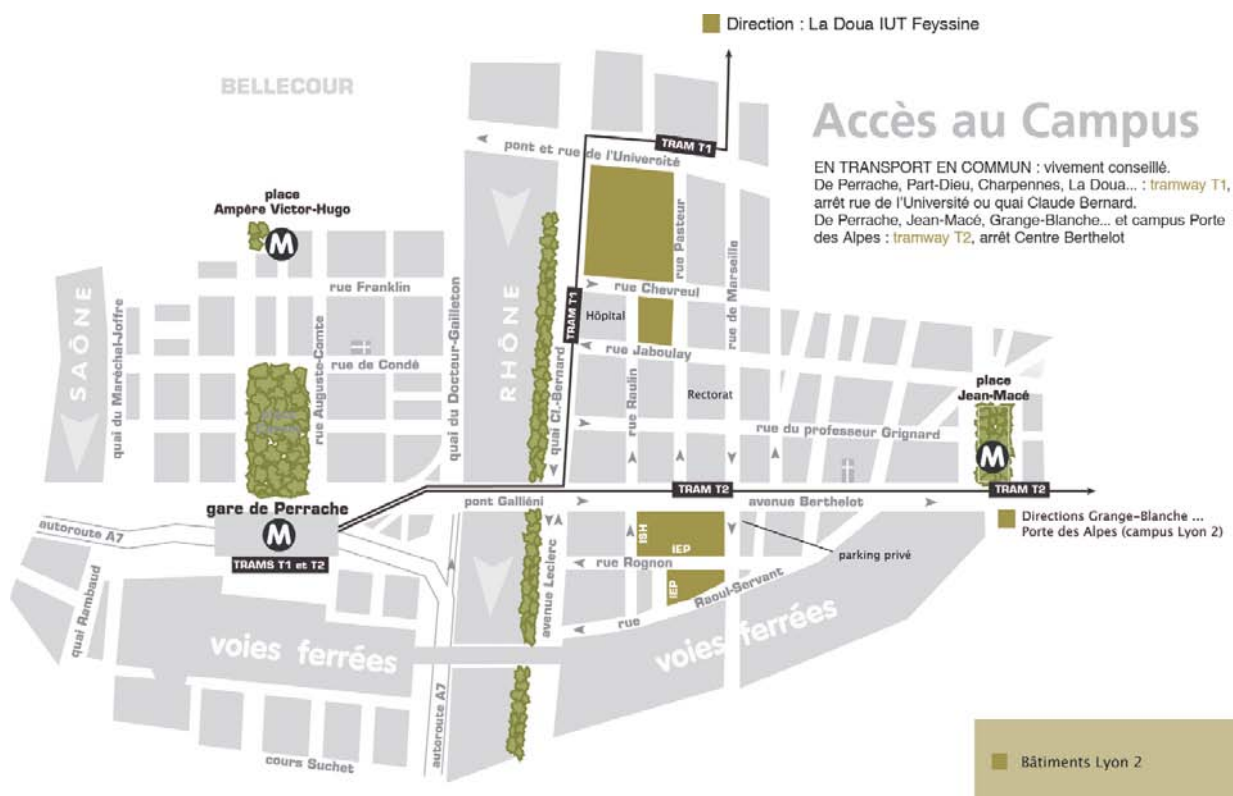 Direction : La Doua IUT Feyssine
BELLECOUR
Accès au Campus
EN TRANSPORT EN COMMUN : vivement conseillé.
De Perrache, Part-Dieu, Charpennes, La Doua... : tramway T1,
arrêt rue de l'Université ou quai Claude Bernard.
De Perrache, Jean-Macé, Grange-Blanche... et campus Porte
des Alpes : tramway T2, arrêt Centre Berthelot
TRAM T1
pont et rue de l'Université
place
Ampère Victor-Hugo
M
rue Pasteur
rue de Marseille
SAÔNE
quai du Maréchal-Joffre
rue Franklin
rue Auguste-Comte
rue de Condé
quai du Docteur-Gailleton
RHÔNE
TRAM T1
quai Cl.-Bernard
rue Chevreul
Hôpital
rue Jaboulay
rue Raulin
Rectorat
place
Jean-Macé
M
rue du professeur Grignard
gare de Perrache
M
TRAMS T1 et T2
pont Galliéni
TRAM T2
avenue Berthelot
TRAM T2
autoroute A7
Directions Grange-Blanche ...
Porte des Alpes (campus Lyon 2)
ISH
IEP
parking privé
rue Rognon
IEP
avenue Leclerc
rue Raoul-Servant
quai Rambaud
voies ferrées
voies ferrées
autoroute A7
cours Suchet
Bâtiments Lyon 2